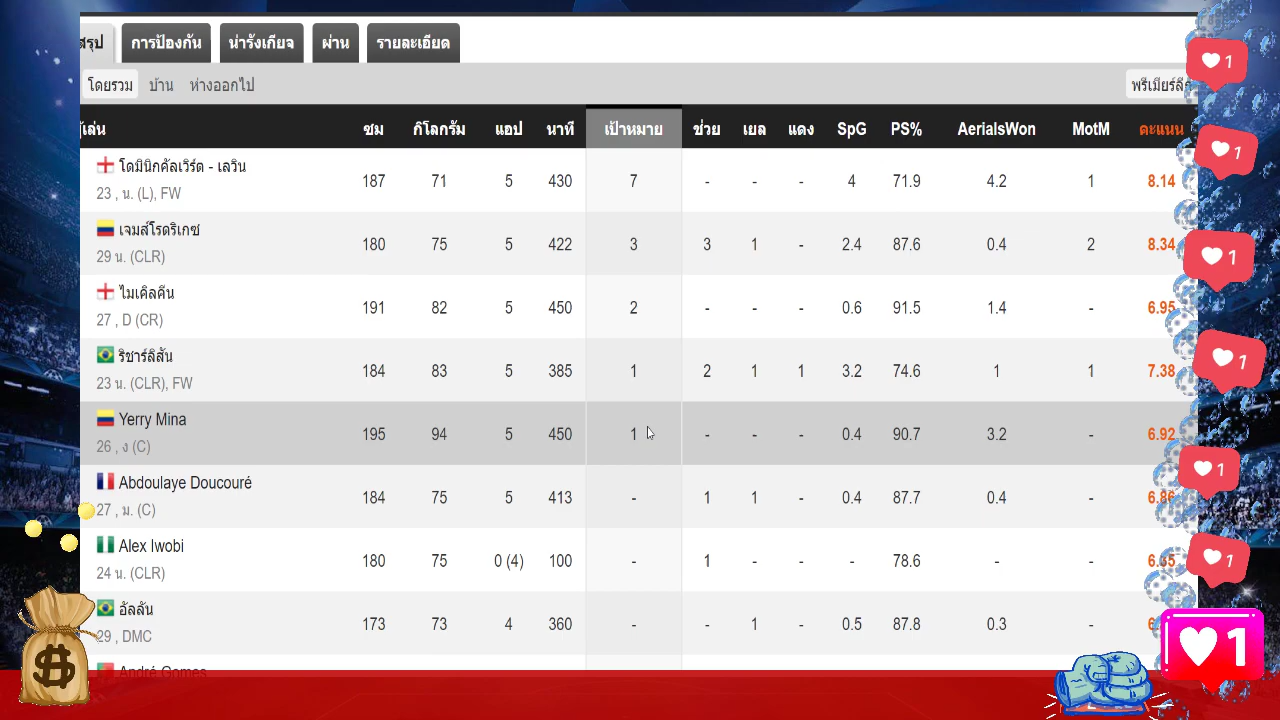 สรุป การป้องกัน น่ารังเกียจ ผ่าน รายละเอียด
โดยรวม บ้าน ห่างออกไป พรีเมียร์ลีก
ผู้เล่น ซม กิโลกรัม แอป นาที เป้าหมาย ช่วย เยล แดง SpG PS% AerialsWon MotM คะแนน
โดมินิกคัลเวิร์ต - เลวิน 187 71 5 430 7 - - - 4 71.9 4.2 1 8.14
23 , น. (L), FW
เจมส์โรดริเกซ 180 75 5 422 3 3 1 - 2.4 87.6 0.4 2 8.34
29 น. (CLR)
ไมเคิลคีน 191 82 5 450 2 - - - 0.6 91.5 1.4 - 6.95
27 , D (CR)
ริชาร์ลิสัน 184 83 5 385 1 2 1 1 3.2 74.6 1 1 7.38
23 น. (CLR), FW
Yerry Mina 195 94 5 450 1 - - - 0.4 90.7 3.2 - 6.92
26 , ง (C)
Abdoulaye Doucouré 184 75 5 413 - 1 1 - 0.4 87.7 0.4 - 6.86
27 , ม. (C)
Alex Iwobi 180 75 0 (4) 100 - 1 - - - 78.6 - - 6.65
24 น. (CLR)
อัลลัน 173 73 4 360 - - 1 - 0.5 87.8 0.3 -
29 , DMC
André Gomes
1
1
1
1
1
1
1